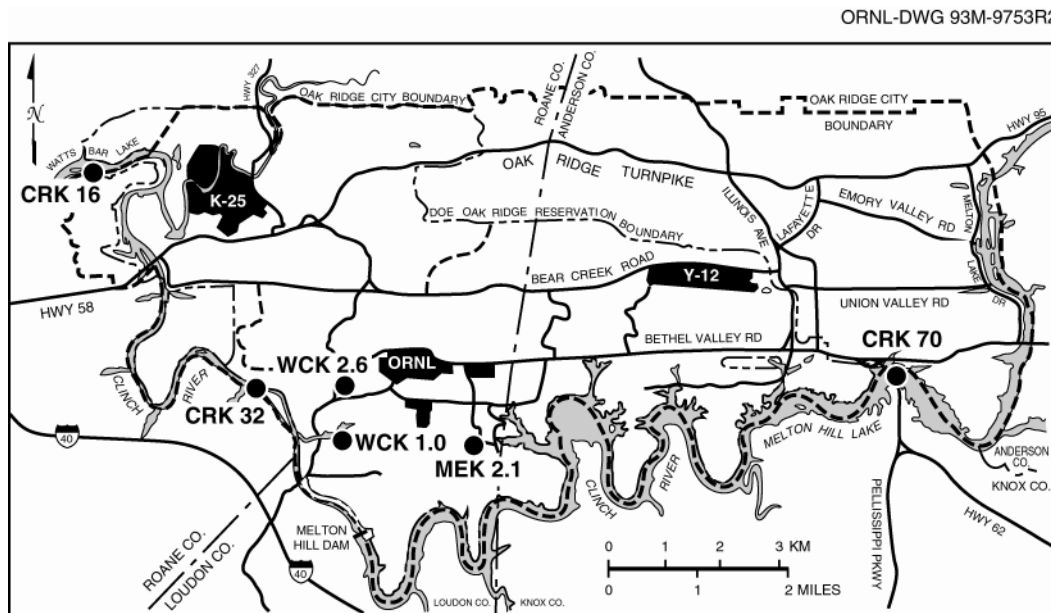 ORNL-DWG 93M-9753R2
N
HWY 327
OAK RIDGE CITY BOUNDARY
ROANE CO.
ANDERSON CO.
OAK RIDGE CITY
BOUNDARY
HWY 95
WATTS
BAR
LAKE
CRK 16
K-25
OAK RIDGE TURNPIKE
ILLINOIS AVE
LAFAYETTE
DR
EMORY VALLEY RD
MELTON
LAKE
DR
DOE OAK RIDGE RESERVATION BOUNDARY
BEAR CREEK ROAD
Y-12
HWY 58
UNION VALLEY RD
BETHEL VALLEY RD
CRK 70
CLINCH
RIVER
CRK 32
WCK 2.6
ORNL
WCK 1.0
MEK 2.1
40
MELTON HILL LAKE
CLINCH
RIVER
ANDERSON
CO.
KNOX CO.
ROANE CO.
LOUDON CO.
MELTON
HILL DAM
40
PELLISSIPPI PKWY
HWY 62
0 1 2 3 KM
0 1 2 MILES
LOUDON CO.
KNOX CO.